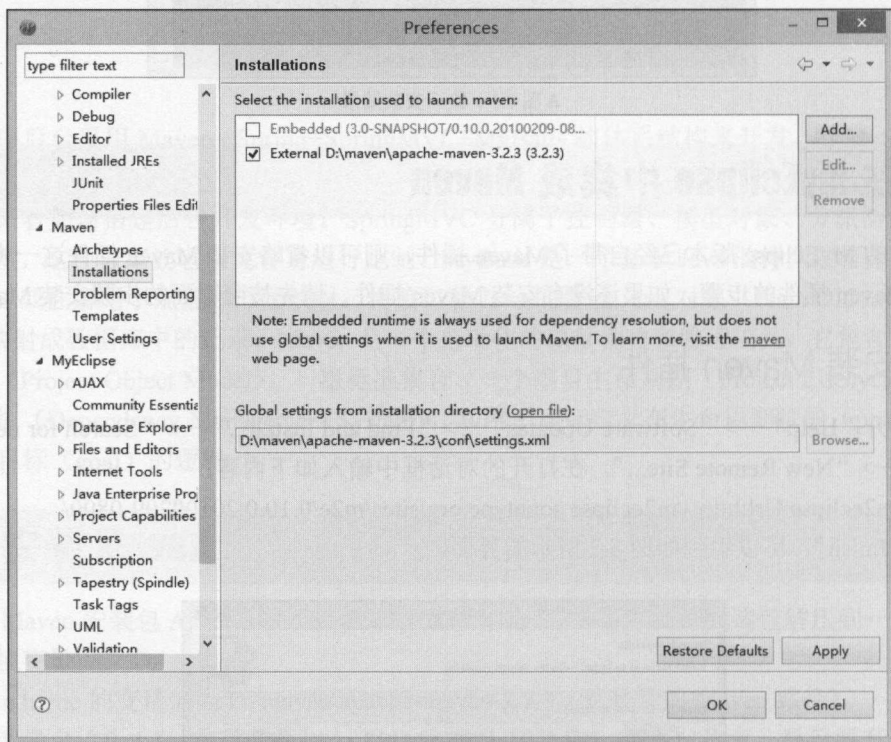 Preferences
type filter text
Compiler
Debug
Editor
Installed JREs
JUnit
Properties Files Edit
Maven
Archetypes
Installations
Problem Reporting
Templates
User Settings
MyEclipse
AJAX
Community Essentia
Database Explorer
Files and Editors
Internet Tools
Java Enterprise Proj
Project Capabilities
Servers
Subscription
Tapestry (Spindle)
Task Tags
UML
Validation
Installations
Select the installation used to launch maven:
Embedded (3.0-SNAPSHOT/0.10.0.20100209-08...
External D:\maven\apache-maven-3.2.3 (3.2.3)
Add...
Edit...
Remove
Note: Embedded runtime is always used for dependency resolution, but does not
use global settings when it is used to launch Maven. To learn more, visit the maven
web page.
Global settings from installation directory (open file):
D:\maven\apache-maven-3.2.3\conf\settings.xml
Browse...
Restore Defaults
Apply
OK
Cancel